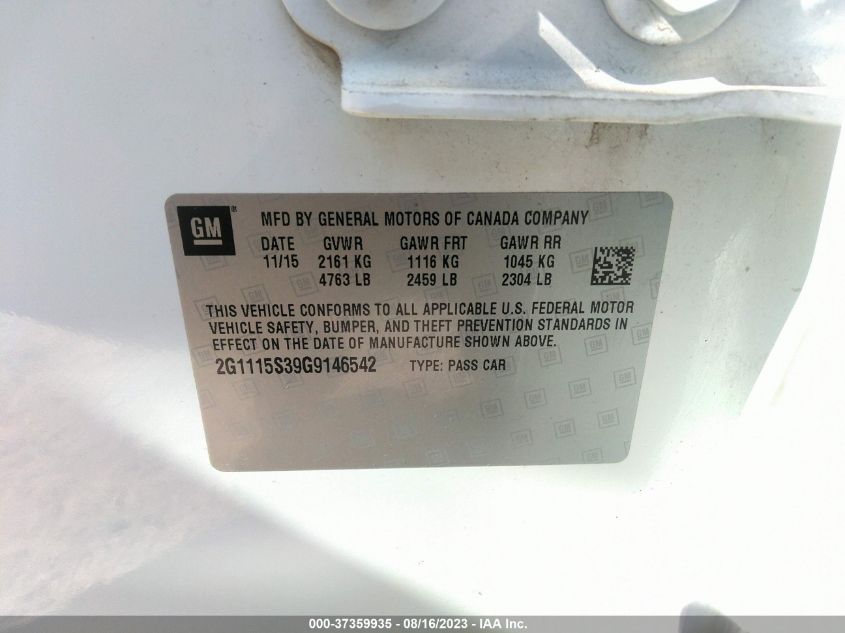 GM
MFD BY GENERAL MOTORS OF CANADA COMPANY
DATE GVWR GAWR FRT GAWR RR
11/15 2161 KG 1116 KG 1045 KG
4763 LB 2459 LB 2304 LB
THIS VEHICLE CONFORMS TO ALL APPLICABLE U.S. FEDERAL MOTOR
VEHICLE SAFETY, BUMPER, AND THEFT PREVENTION STANDARDS IN
EFFECT ON THE DATE OF MANUFACTURE SHOWN ABOVE.
2G1115S39G9146542 TYPE: PASS CAR
000-37359935 - 08/16/2023 - IAA Inc.